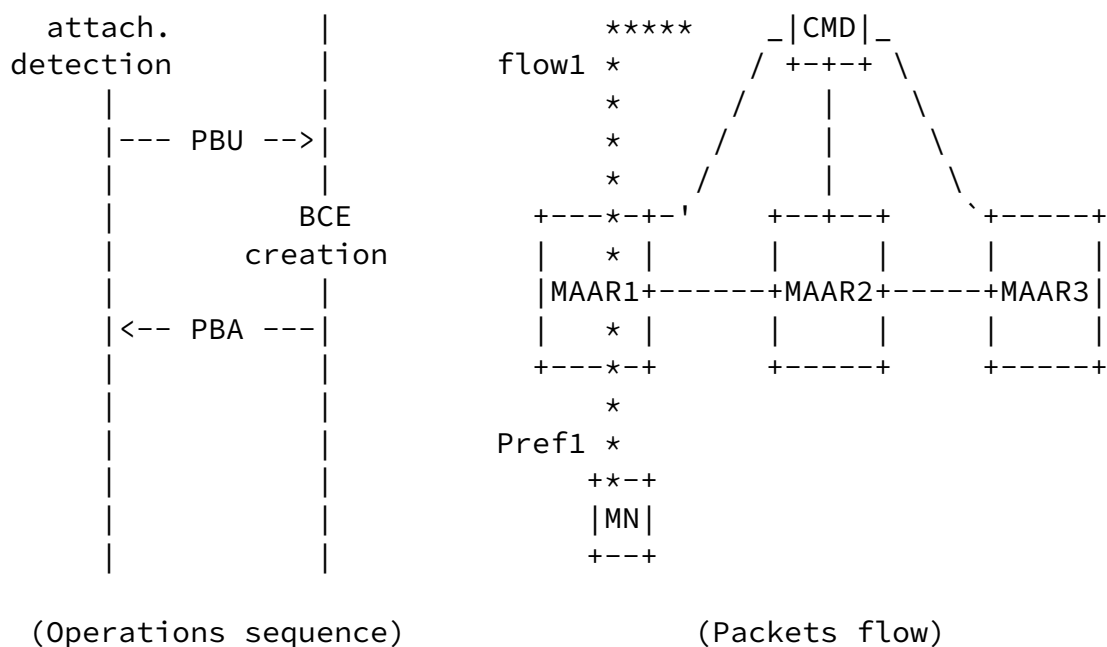 attach. | ***** _|CMD|_
detection | flow1 * / +-+-+ \
| | * / | \
|--- PBU -->| * / | \
| | * / | \
| BCE +---*-+-' +--+--+ `+-----+
| creation | * | | | | |
| | |MAAR1+------+MAAR2+-----+MAAR3|
|<-- PBA ---| | * | | | | |
| | +---*-+ +-----+ +-----+
| | *
| | Pref1 *
| | +*-+
| | |MN|
| | +--+
(Operations sequence) (Packets flow)